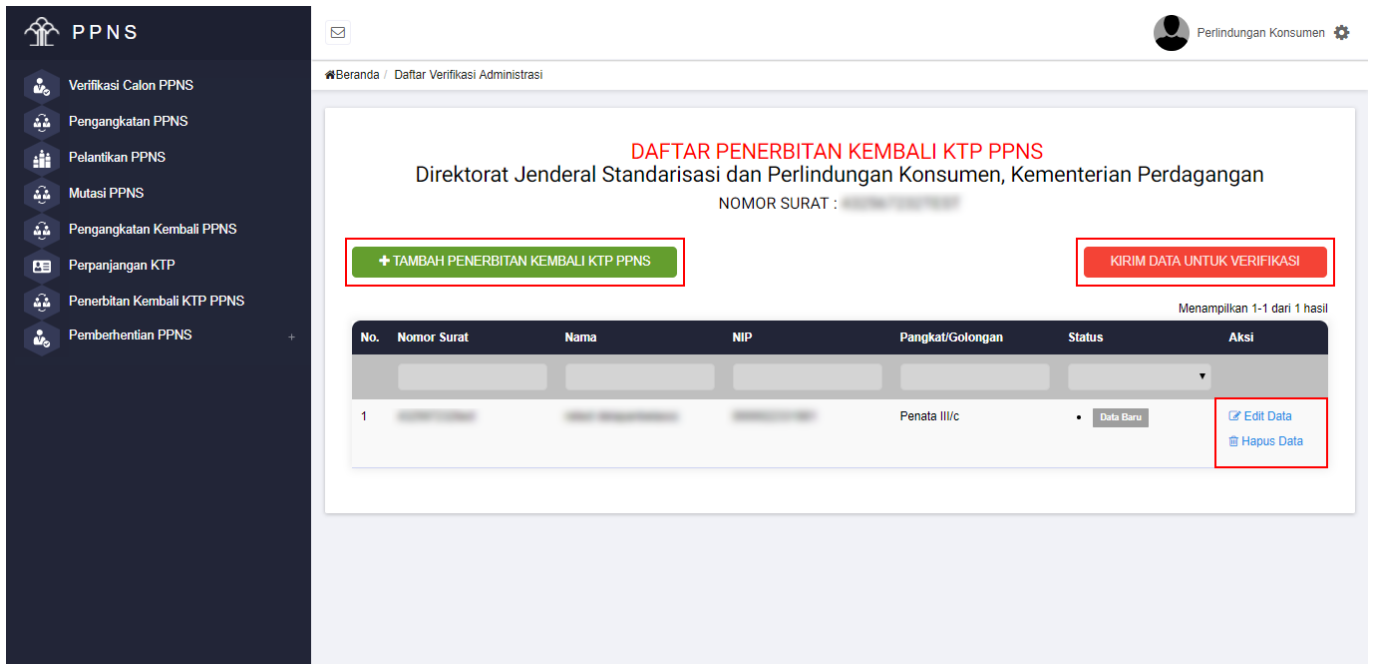 PPNS
Perlindungan Konsumen
Beranda / Daftar Verifikasi Administrasi
Verifikasi Calon PPNS
Pengangkatan PPNS
Pelantikan PPNS
Mutasi PPNS
Pengangkatan Kembali PPNS
Perpanjangan KTP
Penerbitan Kembali KTP PPNS
Pemberhentian PPNS +
DAFTAR PENERBITAN KEMBALI KTP PPNS
Direktorat Jenderal Standarisasi dan Perlindungan Konsumen, Kementerian Perdagangan
NOMOR SURAT :
+ TAMBAH PENERBITAN KEMBALI KTP PPNS
KIRIM DATA UNTUK VERIFIKASI
Menampilkan 1-1 dari 1 hasil
No. Nomor Surat Nama NIP Pangkat/Golongan Status Aksi
1 Penata III/c • Data Baru Edit Data
Hapus Data